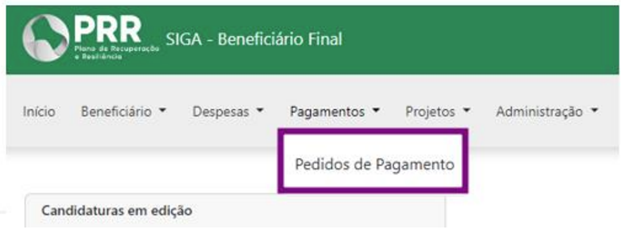 PRR
Plano de Recuperação
e Resiliência
SIGA - Beneficiário Final
Início Beneficiário Despesas Pagamentos Projetos Administração
Pedidos de Pagamento
Candidaturas em edição